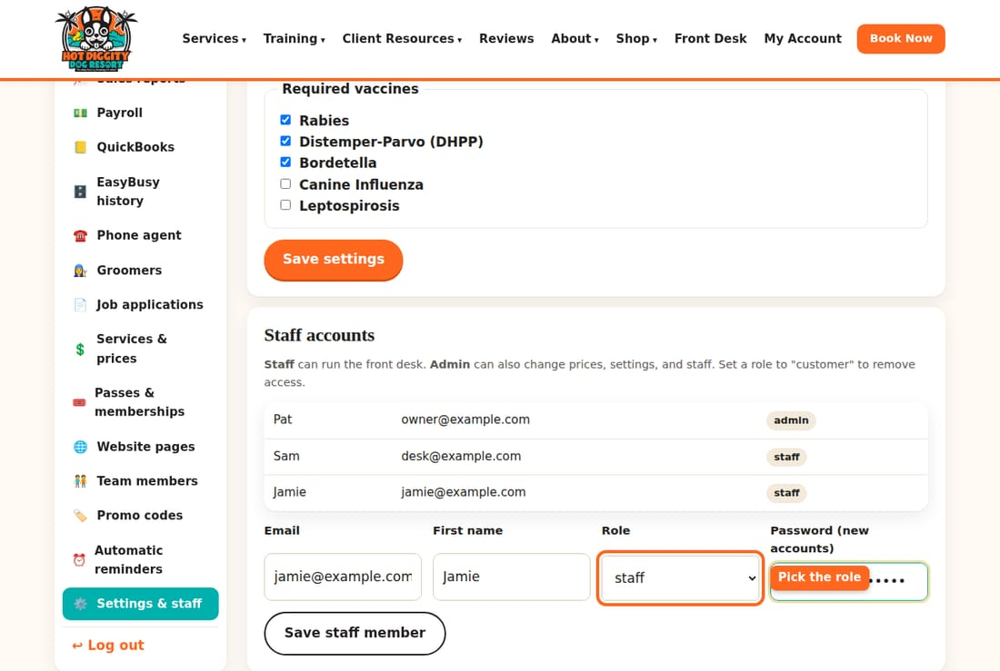 HOT DIGGITY
DOG RESORT
Services ▾
Training ▾
Client Resources ▾
Reviews
About ▾
Shop ▾
Front Desk
My Account
Book Now
Sales reports
Payroll
QuickBooks
EasyBusy
history
Phone agent
Groomers
Job applications
Services &
prices
Passes &
memberships
Website pages
Team members
Promo codes
Automatic
reminders
Settings & staff
↩ Log out
Required vaccines
Rabies
Distemper-Parvo (DHPP)
Bordetella
Canine Influenza
Leptospirosis
Save settings
Staff accounts
Staff can run the front desk. Admin can also change prices, settings, and staff. Set a role to "customer" to remove
access.
Pat owner@example.com admin
Sam desk@example.com staff
Jamie jamie@example.com staff
Email
First name
Role
Password (new
accounts)
jamie@example.com
Jamie
staff
Pick the role
Save staff member